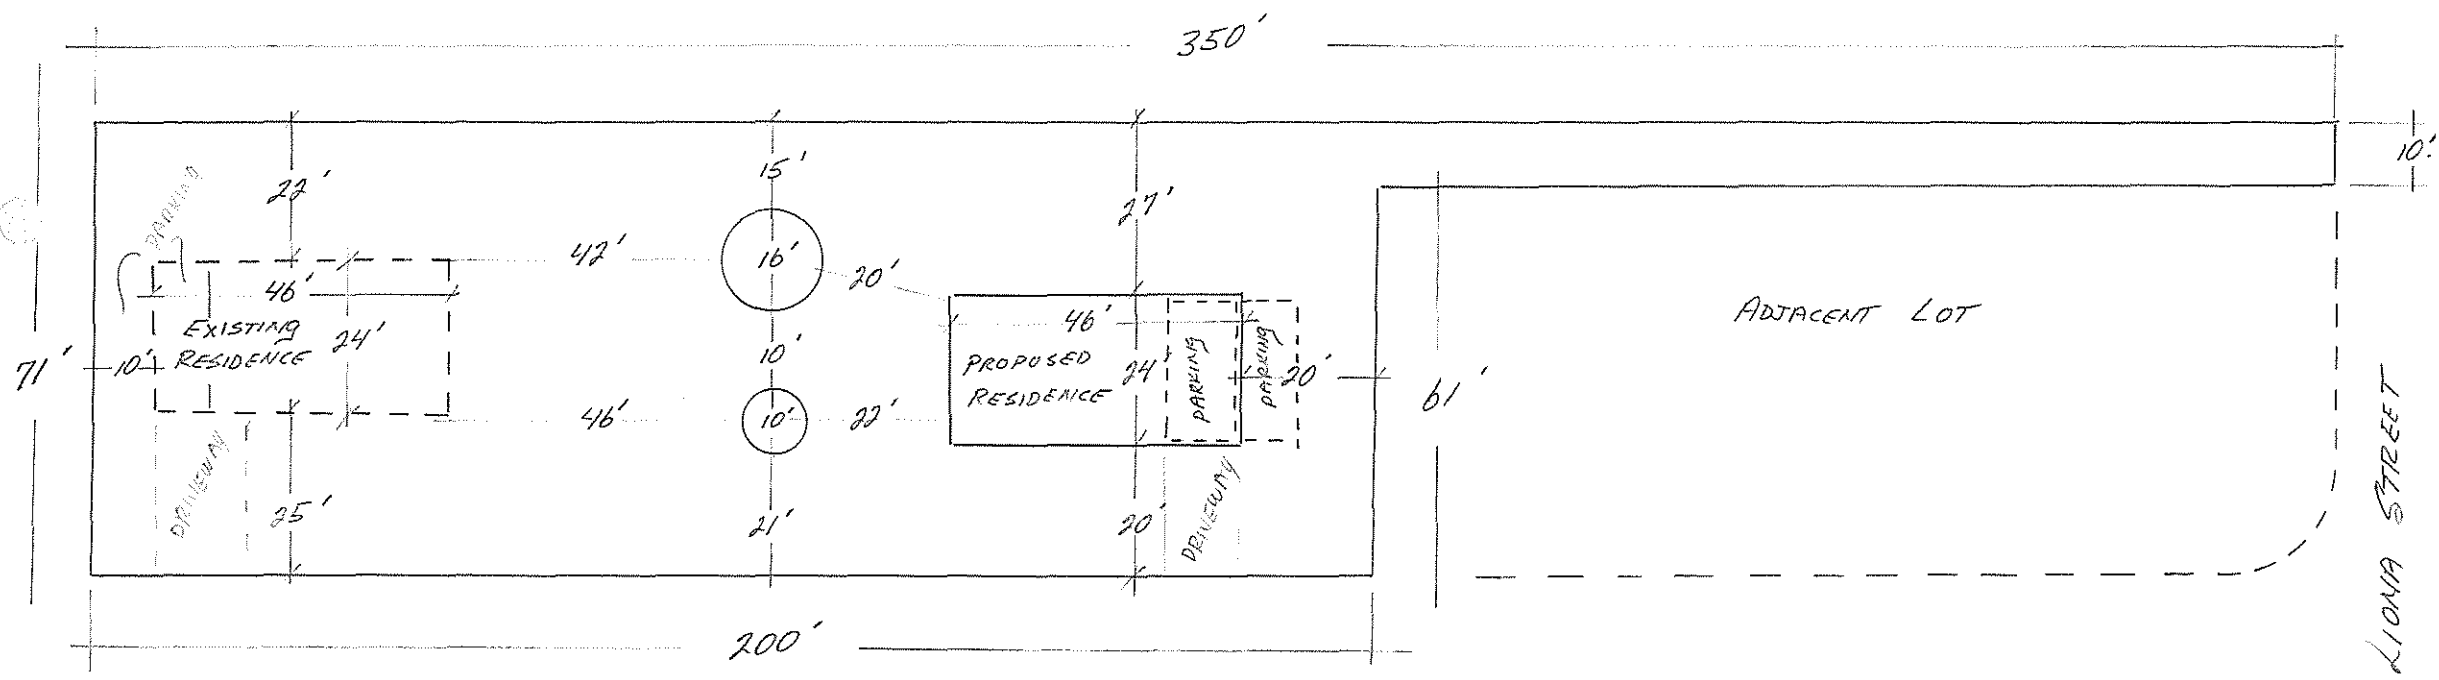 350'
10'
22'
15'
27'
PARKING
42'
16'
20'
46'
EXISTING
RESIDENCE
24'
71'
10'
10'
46'
PROPOSED
RESIDENCE
24'
PARKING
PARKING
20'
61'
ADJACENT LOT
46'
10'
22'
DRIVEWAY
25'
21'
20'
DRIVEWAY
LIONA STREET
200'